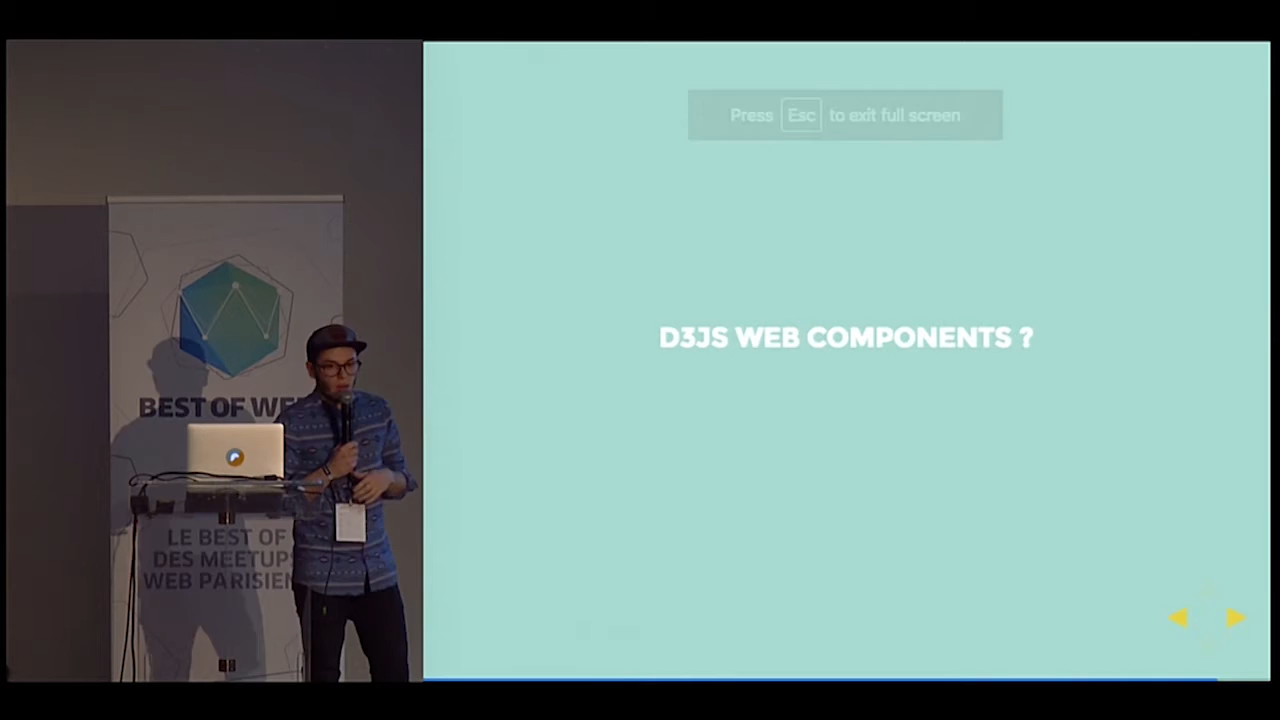 Press Esc to exit full screen
D3JS WEB COMPONENTS ?
BEST OF WE
LE BEST OF
DES MEETUPS
WEB PARISIEN